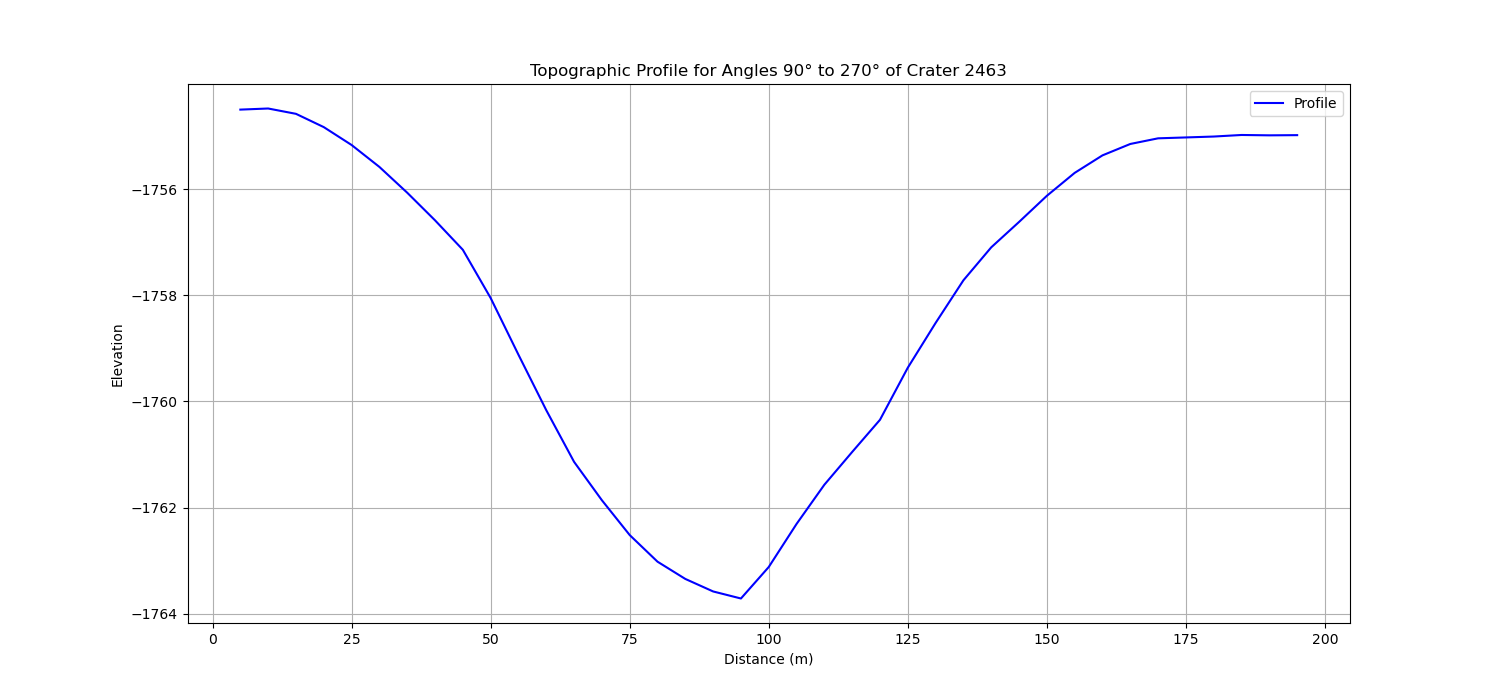 Topographic Profile for Angles 90° to 270° of Crater 2463
Profile
−1756
−1758
−1760
−1762
−1764
Elevation
0 25 50 75 100 125 150 175 200
Distance (m)